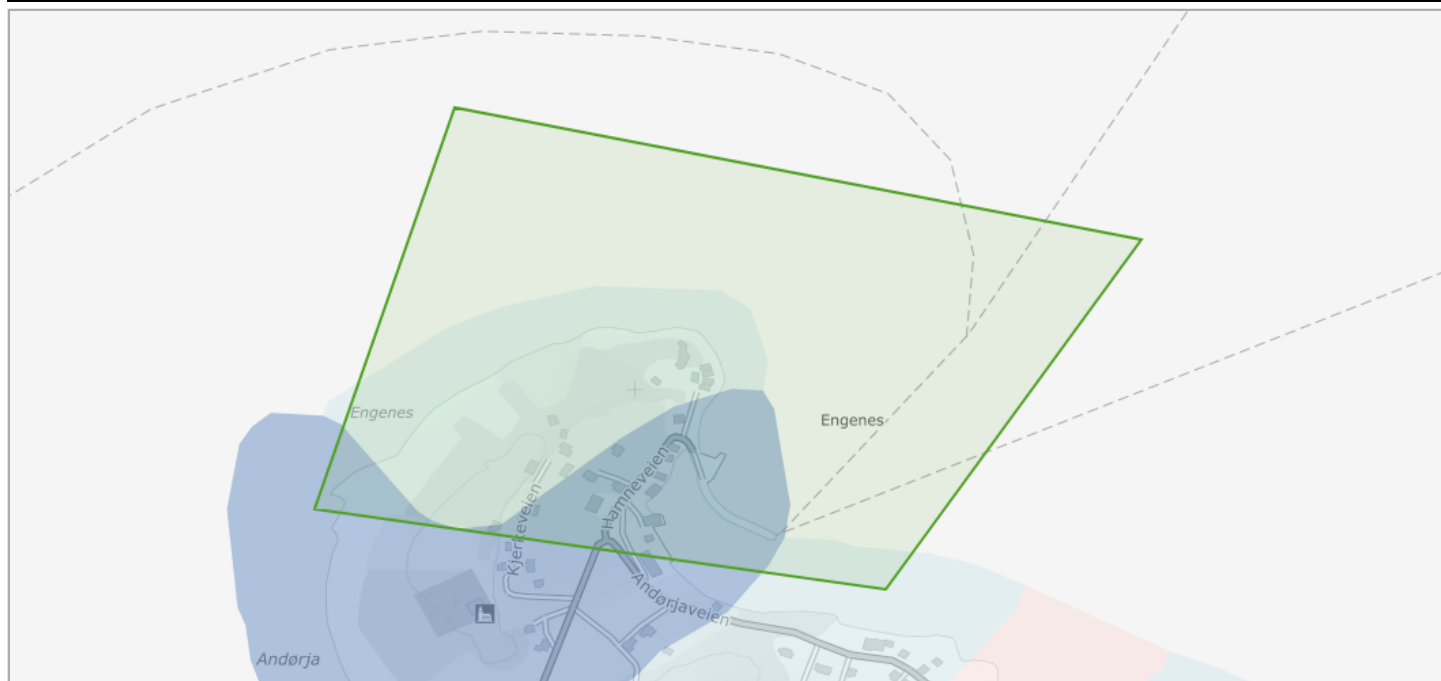 Engenes
Engenes
Hamneveien
Kjerkeveien
Andørjaveien
Andørja